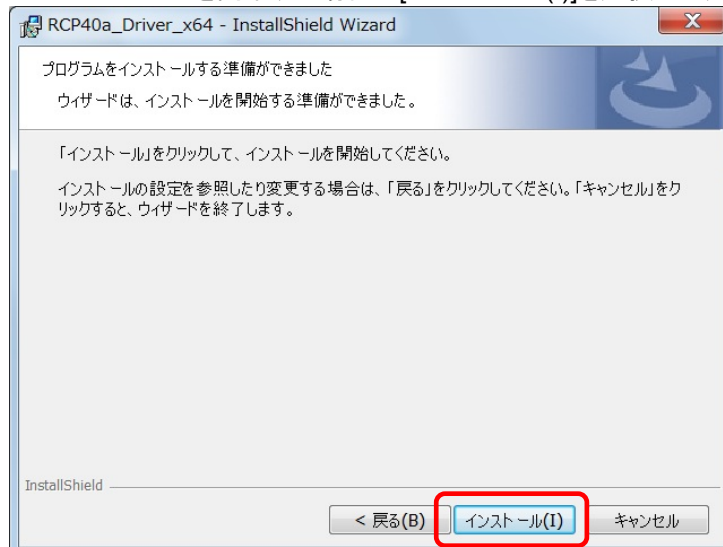 RCP40a_Driver_x64 - InstallShield Wizard
プログラムをインストールする準備ができました
ウィザードは、インストールを開始する準備ができました。
「インストール」をクリックして、インストールを開始してください。
インストールの設定を参照したり変更する場合は、「戻る」をクリックしてください。「キャンセル」をク
リックすると、ウィザードを終了します。
InstallShield
< 戻る(B)
インストール(I)
キャンセル